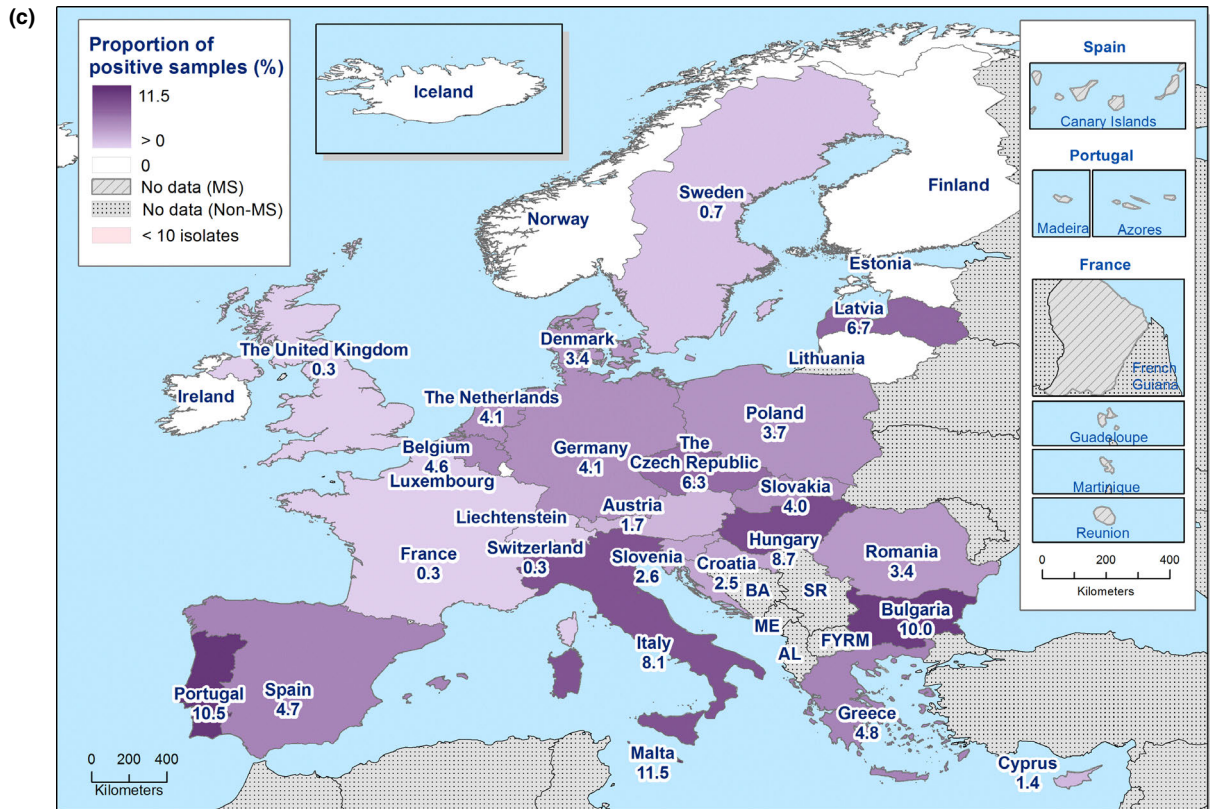 (c)
Proportion of
positive samples (%)
11.5
> 0
0
No data (MS)
No data (Non-MS)
< 10 isolates
Iceland
Norway
Sweden
0.7
Finland
Estonia
Latvia
6.7
Lithuania
Denmark
3.4
The United Kingdom
0.3
Ireland
The Netherlands
4.1
Belgium
4.6
Luxembourg
Germany
4.1
Poland
3.7
The
Czech Republic
6.3
Slovakia
4.0
Austria
1.7
Liechtenstein
Switzerland
0.3
France
0.3
Slovenia
2.6
Croatia
2.5
Hungary
8.7
Romania
3.4
BA
SR
ME
FYRM
AL
Bulgaria
10.0
Italy
8.1
Portugal
10.5
Spain
4.7
Greece
4.8
Malta
11.5
Cyprus
1.4
0 200 400
Kilometers
Spain
Canary Islands
Portugal
Madeira
Azores
France
French
Guiana
Guadeloupe
Martinique
Reunion
0 200 400
Kilometers